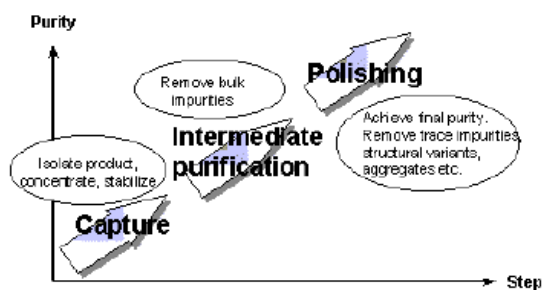 Purity
Polishing
Remove bulk
impurities
Achieve final purity.
Remove trace impurities
structural variants,
aggregates etc.
Intermediate
purification
Isolate product,
concentrate, stabilize
Capture
Step